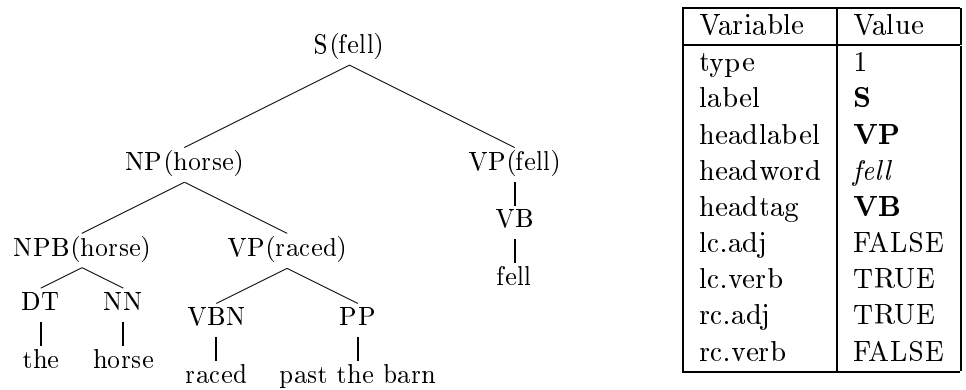 S(fell)
NP(horse) VP(fell)
NPB(horse) VP(raced) VB
DT NN VBN PP fell
the horse raced past the barn
Variable Value
type 1
label S
headlabel VP
headword fell
headtag VB
lc.adj FALSE
lc.verb TRUE
rc.adj TRUE
rc.verb FALSE